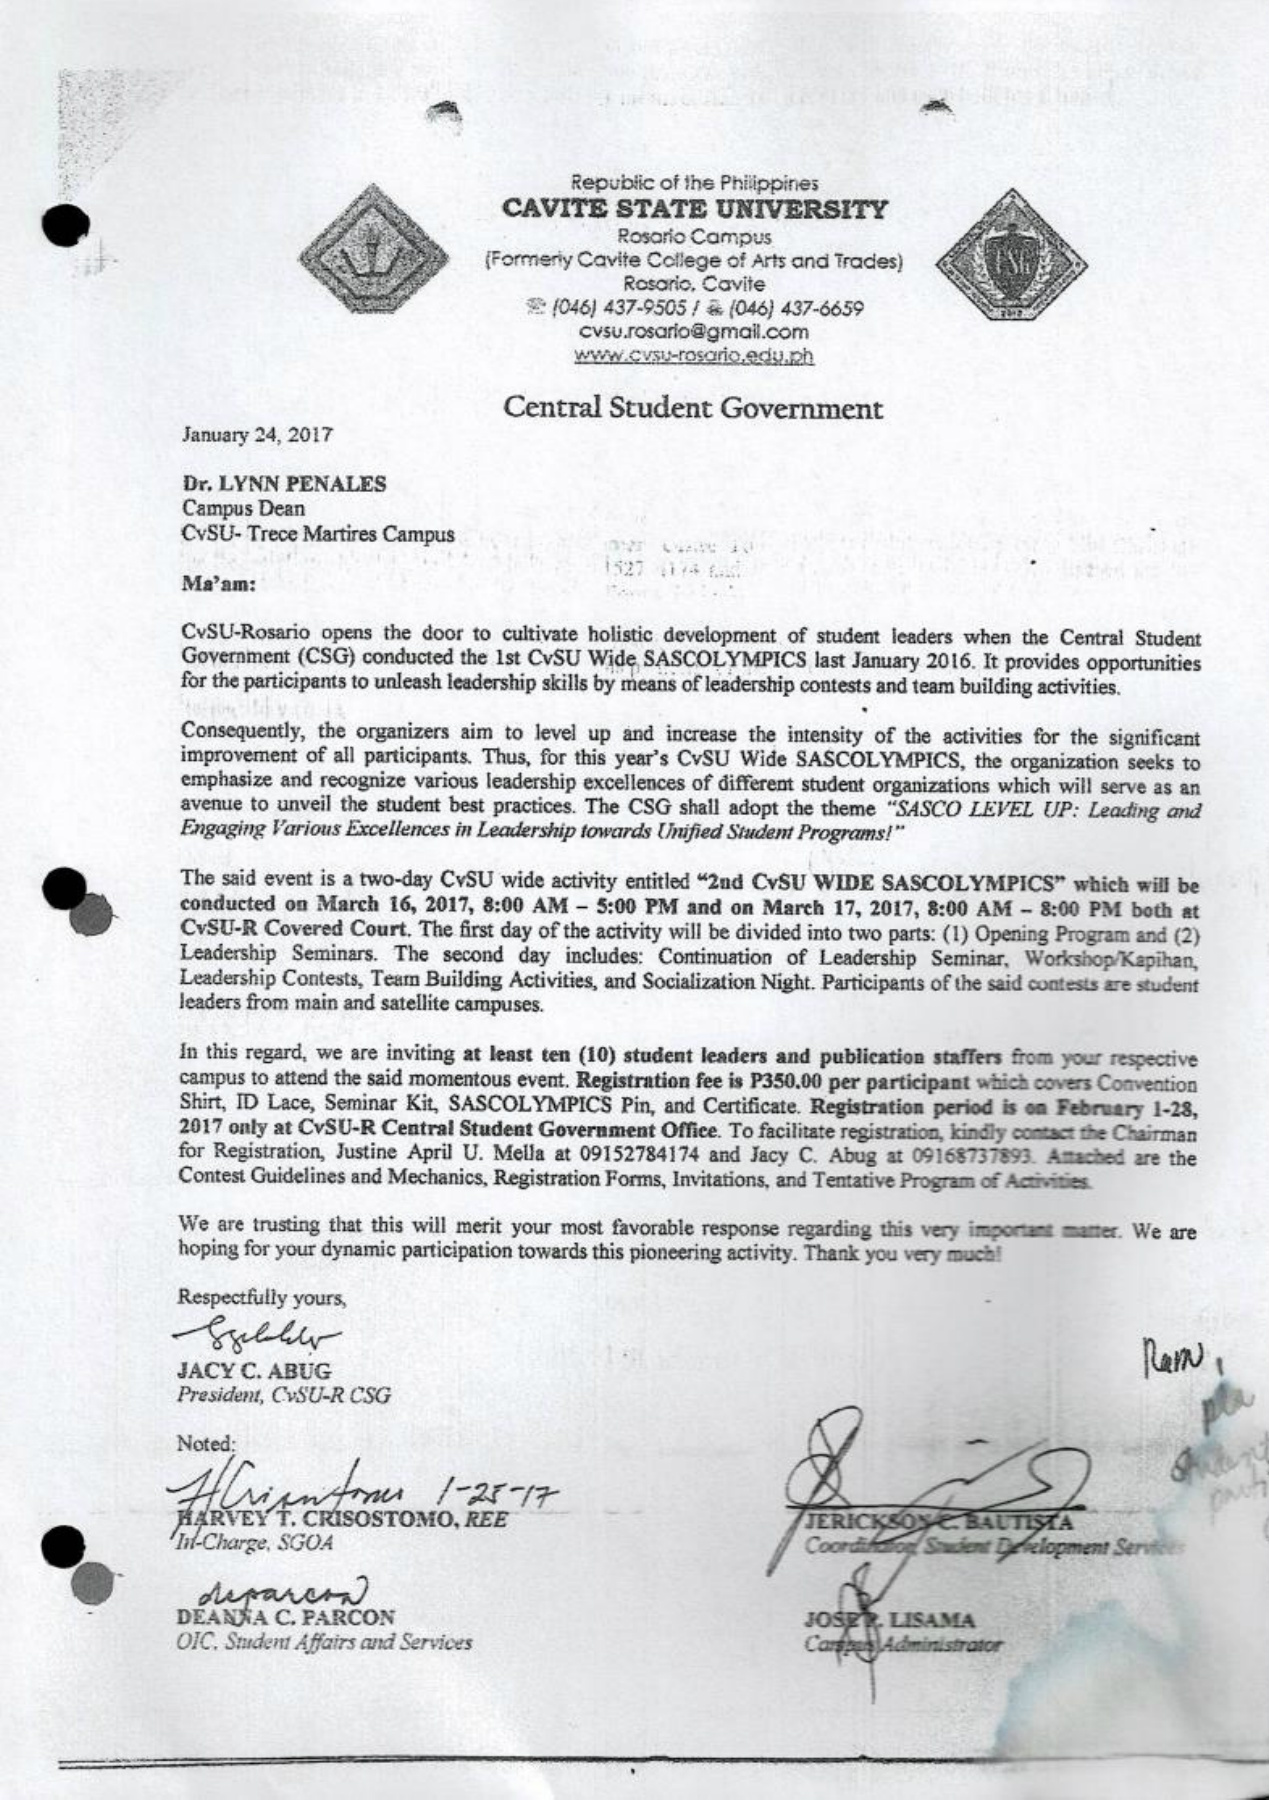 Republic of the Philippines
CAVITE STATE UNIVERSITY
Rosario Campus
(Formerly Cavite College of Arts and Trades)
Rosario, Cavite
(046) 437-9505 / (046) 437-6659
cvsu.rosario@gmail.com
www.cvsu-rosario.edu.ph
CSG
Central Student Government
January 24, 2017
Dr. LYNN PENALES
Campus Dean
CvSU- Trece Martires Campus
Ma'am:
CvSU-Rosario opens the door to cultivate holistic development of student leaders when the Central Student
Government (CSG) conducted the 1st CvSU Wide SASCOLYMPICS last January 2016. It provides opportunities
for the participants to unleash leadership skills by means of leadership contests and team building activities.
Consequently, the organizers aim to level up and increase the intensity of the activities for the significant
improvement of all participants. Thus, for this year's CvSU Wide SASCOLYMPICS, the organization seeks to
emphasize and recognize various leadership excellences of different student organizations which will serve as an
avenue to unveil the student best practices. The CSG shall adopt the theme "SASCO LEVEL UP: Leading and
Engaging Various Excellences in Leadership towards Unified Student Programs!"
The said event is a two-day CvSU wide activity entitled "2nd CvSU WIDE SASCOLYMPICS" which will be
conducted on March 16, 2017, 8:00 AM – 5:00 PM and on March 17, 2017, 8:00 AM – 8:00 PM both at
CvSU-R Covered Court. The first day of the activity will be divided into two parts: (1) Opening Program and (2)
Leadership Seminars. The second day includes: Continuation of Leadership Seminar, Workshop/Kapihan,
Leadership Contests, Team Building Activities, and Socialization Night. Participants of the said contests are student
leaders from main and satellite campuses.
In this regard, we are inviting at least ten (10) student leaders and publication staffers from your respective
campus to attend the said momentous event. Registration fee is P350.00 per participant which covers Convention
Shirt, ID Lace, Seminar Kit, SASCOLYMPICS Pin, and Certificate. Registration period is on February 1-28,
2017 only at CvSU-R Central Student Government Office. To facilitate registration, kindly contact the Chairman
for Registration, Justine April U. Mella at 09152784174 and Jacy C. Abug at 09168737893. Attached are the
Contest Guidelines and Mechanics, Registration Forms, Invitations, and Tentative Program of Activities.
We are trusting that this will merit your most favorable response regarding this very important matter. We are
hoping for your dynamic participation towards this pioneering activity. Thank you very much!
Respectfully yours,
JACY C. ABUG
President, CvSU-R CSG
Noted:
1-25-17
HARVEY T. CRISOSTOMO, REE
In-Charge, SGOA
JERICKSON C. BAUTISTA
Coordinator, Student Development Services
deparcon
DEANNA C. PARCON
OIC, Student Affairs and Services
JOSE R. LISAMA
Campus Administrator